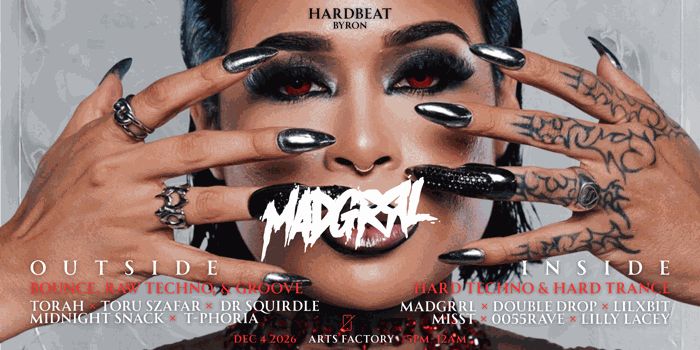 HARDBEAT
BYRON
MADGRRL
OUTSIDE
BOUNCE, RAW TECHNO, & GROOVE
TORAH × TORU SZAFAR × DR SQUIRDLE
MIDNIGHT SNACK × T-PHORIA
INSIDE
HARD TECHNO & HARD TRANCE
MADGRRL × DOUBLE DROP × LILXBIT
MISST × 0055RAVE × LILLY LACEY
DEC 4 2026 ARTS FACTORY 5PM-12AM